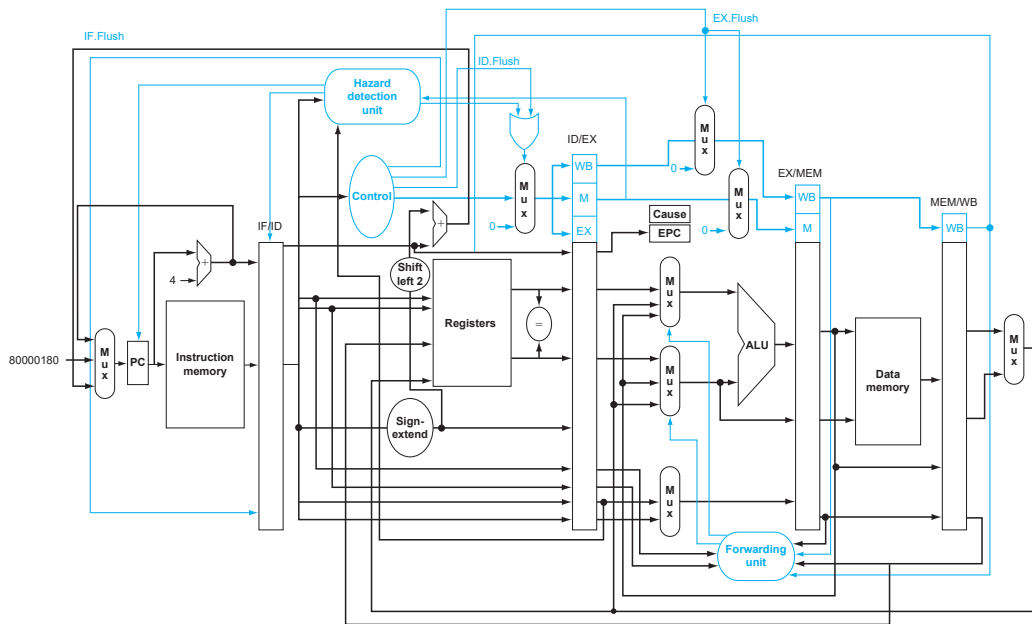 EX.Flush
IF.Flush
ID.Flush
Hazard
detection
unit
M
u
x
ID/EX
WB
0
Control
M
u
x
M
EX
0
M
u
x
0
EX/MEM
WB
M
MEM/WB
WB
Cause
EPC
IF/ID
+
+
4
Shift
left 2
Registers
=
M
u
x
ALU
M
u
x
80000180
M
u
x
PC
Instruction
memory
Data
memory
M
u
x
Sign-
extend
M
u
x
Forwarding
unit